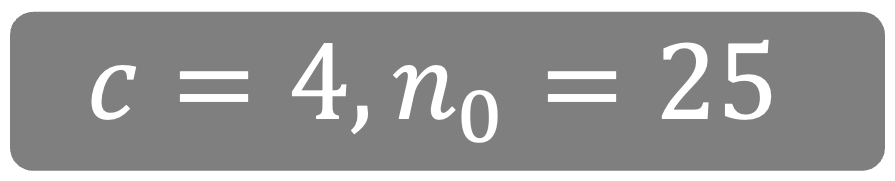 c = 4, n₀ = 25